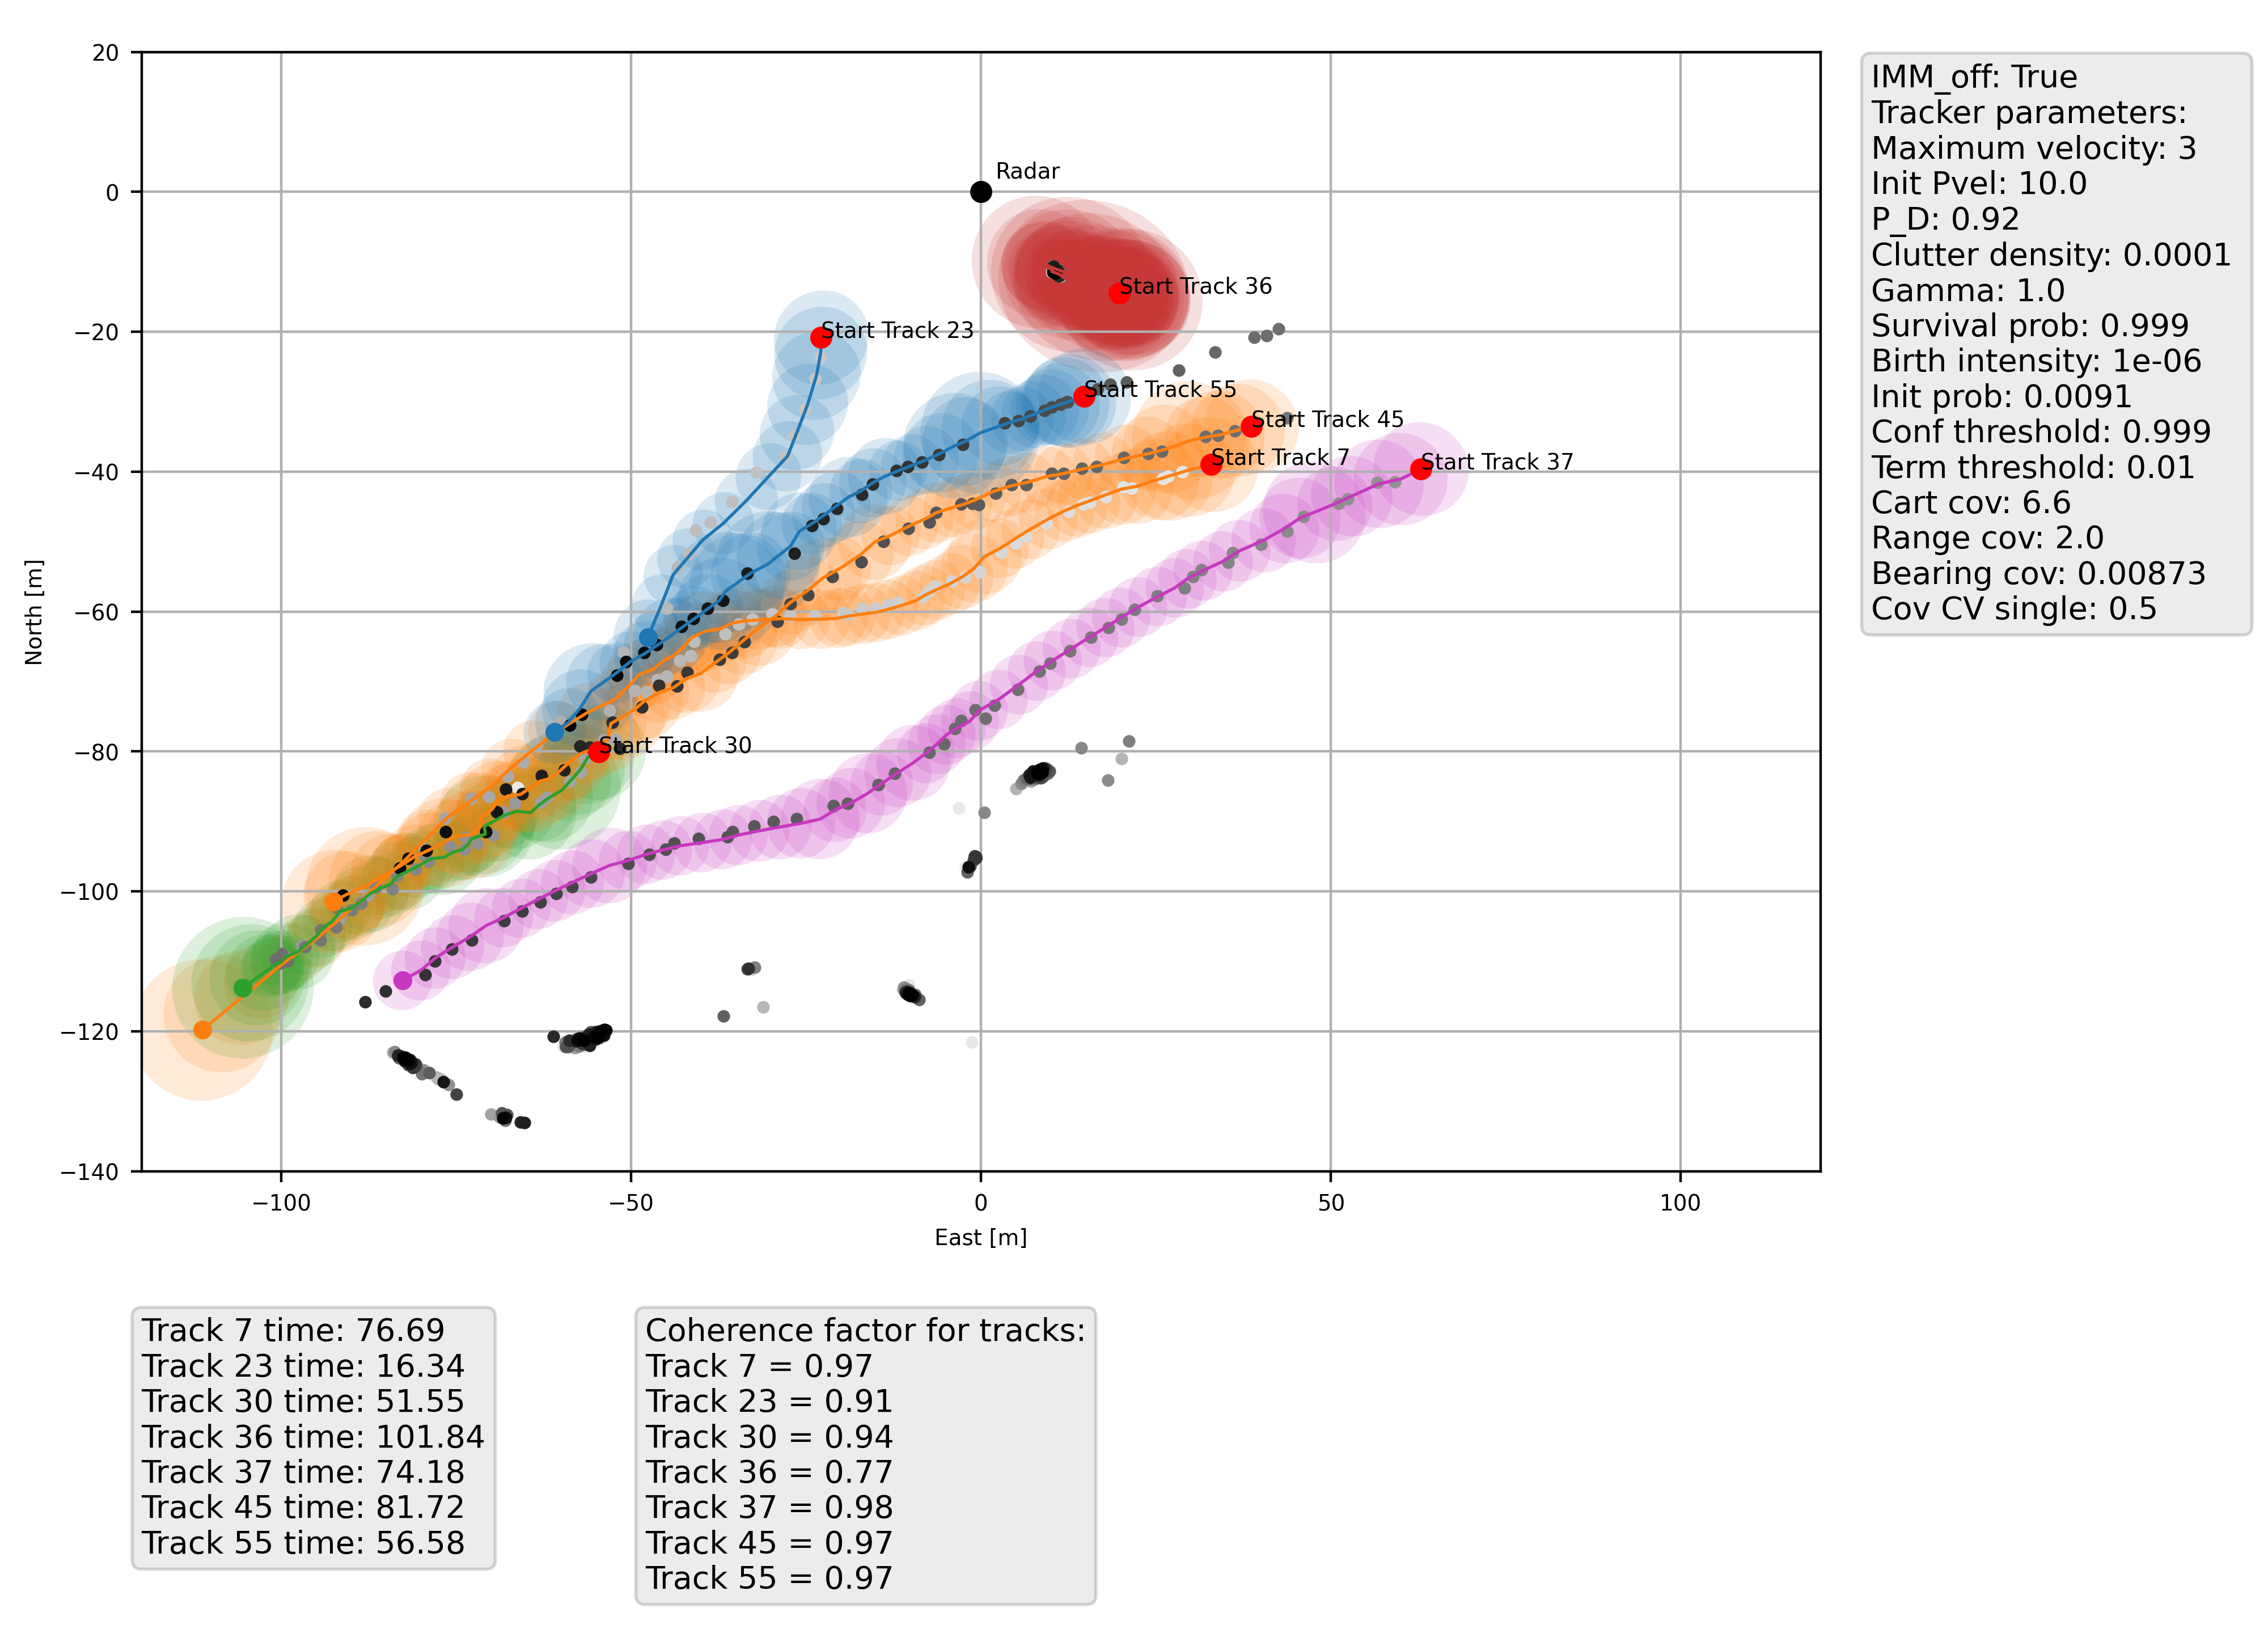 20
0
−20
−40
−60
−80
−100
−120
−140
North [m]
−100
−50
0
50
100
East [m]
Radar
Start Track 36
Start Track 23
Start Track 55
Start Track 45
Start Track 7
Start Track 37
Start Track 30
IMM_off: True
Tracker parameters:
Maximum velocity: 3
Init Pvel: 10.0
P_D: 0.92
Clutter density: 0.0001
Gamma: 1.0
Survival prob: 0.999
Birth intensity: 1e-06
Init prob: 0.0091
Conf threshold: 0.999
Term threshold: 0.01
Cart cov: 6.6
Range cov: 2.0
Bearing cov: 0.00873
Cov CV single: 0.5
Track 7 time: 76.69
Track 23 time: 16.34
Track 30 time: 51.55
Track 36 time: 101.84
Track 37 time: 74.18
Track 45 time: 81.72
Track 55 time: 56.58
Coherence factor for tracks:
Track 7 = 0.97
Track 23 = 0.91
Track 30 = 0.94
Track 36 = 0.77
Track 37 = 0.98
Track 45 = 0.97
Track 55 = 0.97